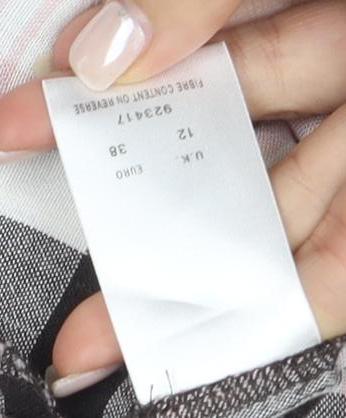 U.K. EURO
12 38
923417
FIBRE CONTENT ON REVERSE